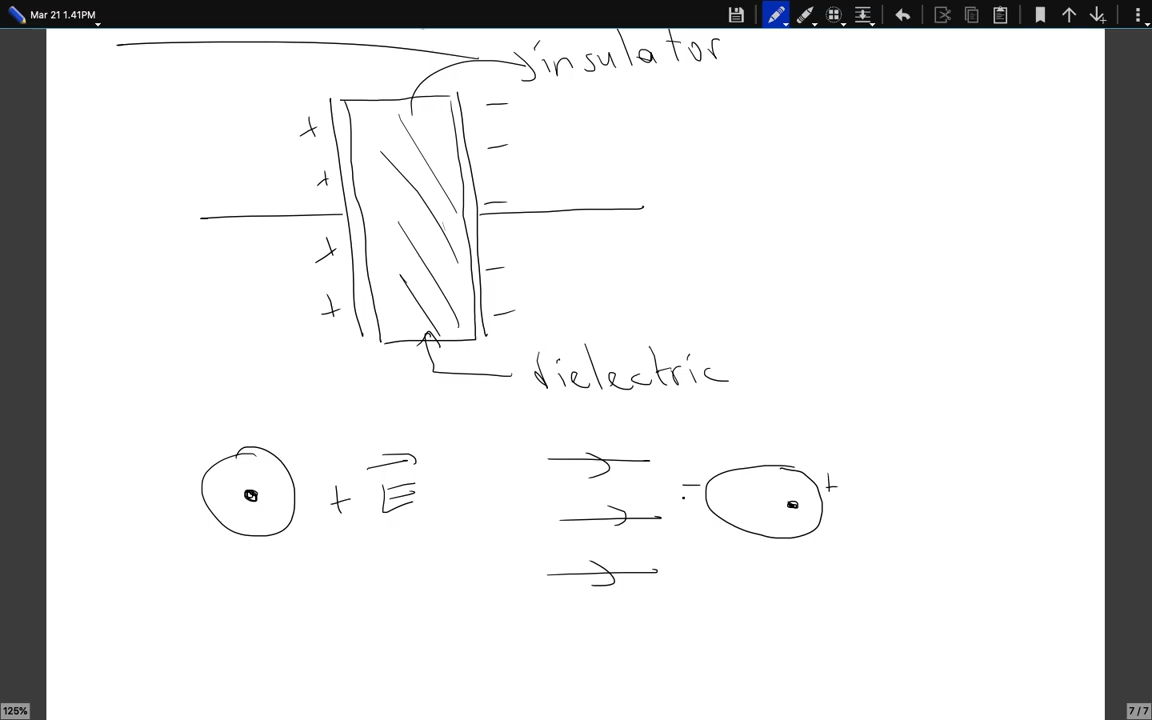 Mar 21 1.41PM
insulator
+ −
+ −
−
+ −
+ −
dielectric
+ E − +
125% 7 / 7